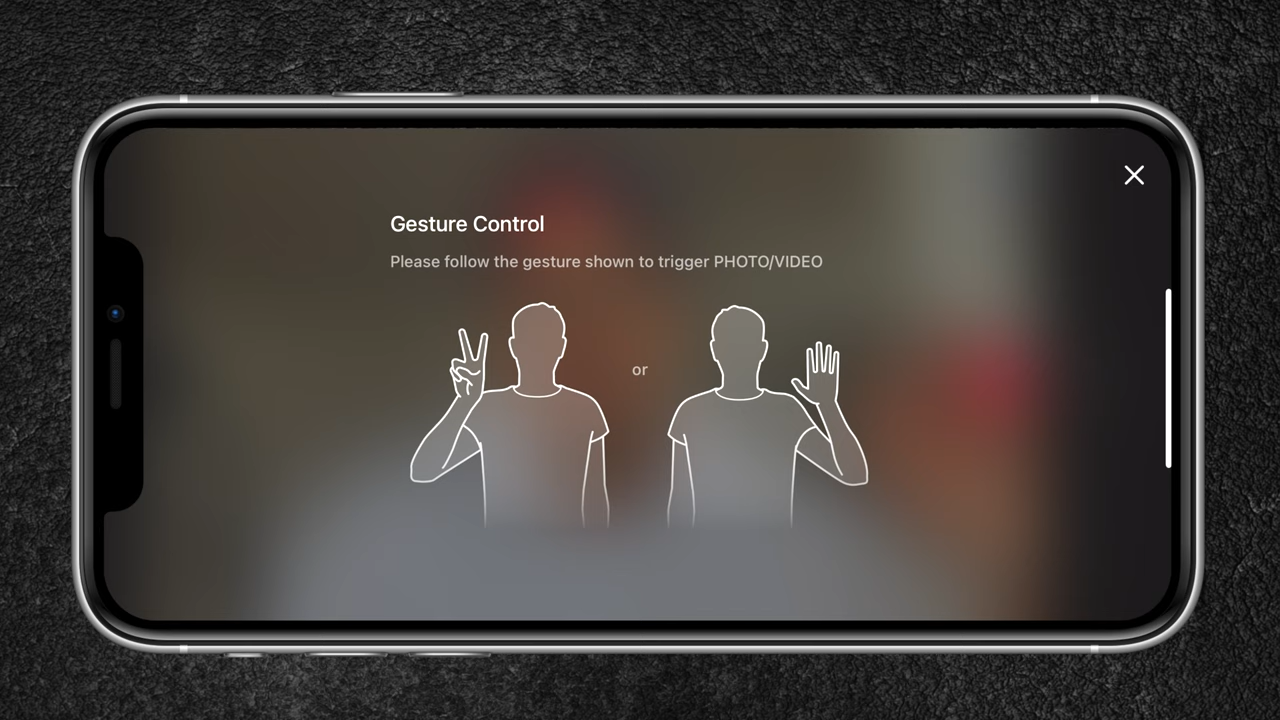 Gesture Control
Please follow the gesture shown to trigger PHOTO/VIDEO
or